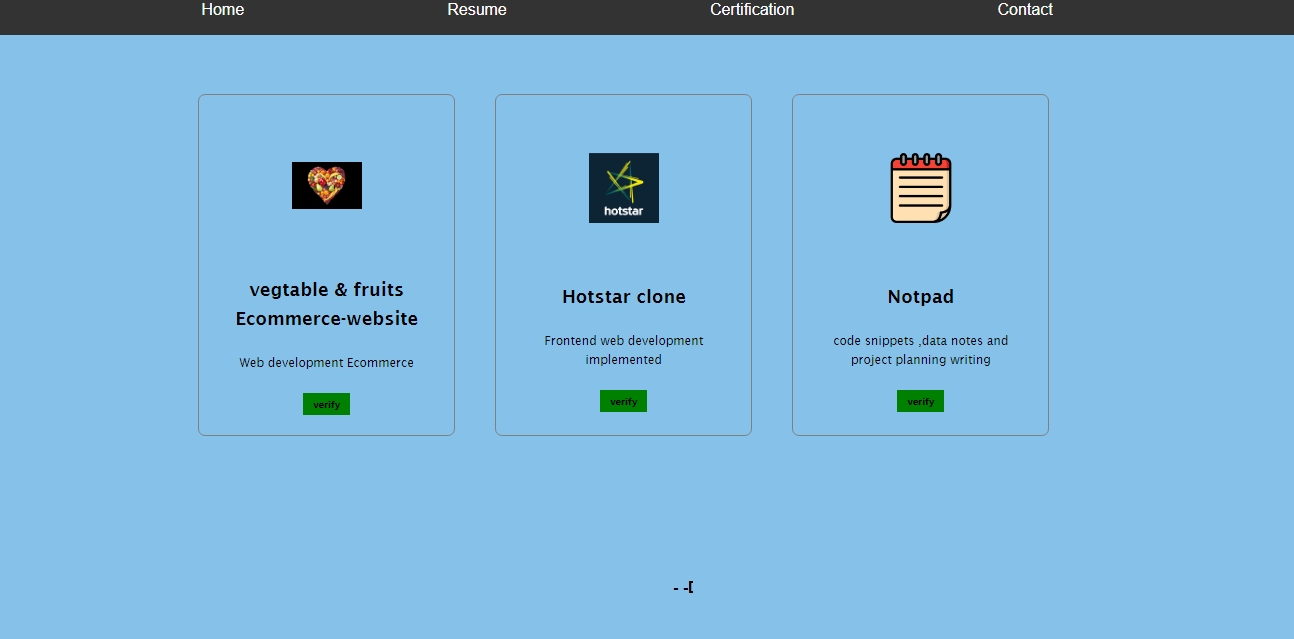 Home Resume Certification Contact
hotstar
vegtable & fruits
Ecommerce-website
Web development Ecommerce
verify
Hotstar clone
Frontend web development
implemented
verify
Notpad
code snippets ,data notes and
project planning writing
verify
- -[